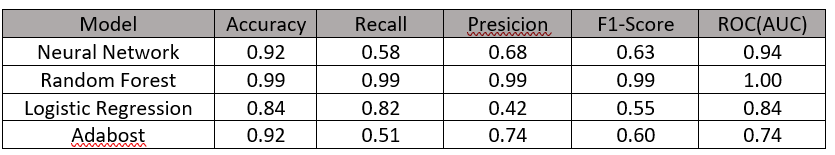 Model Accuracy Recall Presicion F1-Score ROC(AUC)
Neural Network 0.92 0.58 0.68 0.63 0.94
Random Forest 0.99 0.99 0.99 0.99 1.00
Logistic Regression 0.84 0.82 0.42 0.55 0.84
Adabost 0.92 0.51 0.74 0.60 0.74